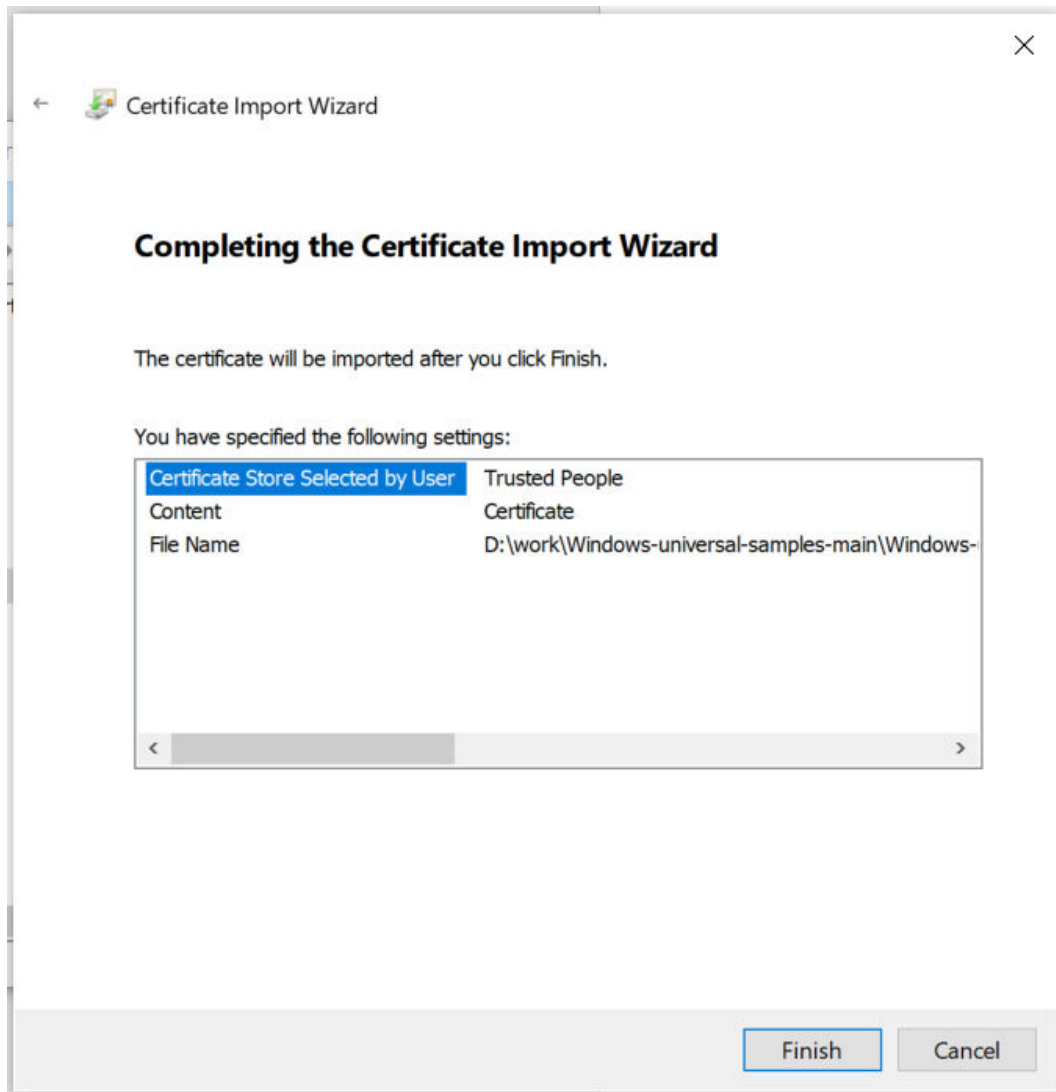 Certificate Import Wizard
Completing the Certificate Import Wizard
The certificate will be imported after you click Finish.
You have specified the following settings:
Certificate Store Selected by User Trusted People
Content Certificate
File Name D:\work\Windows-universal-samples-main\Windows-
Finish Cancel